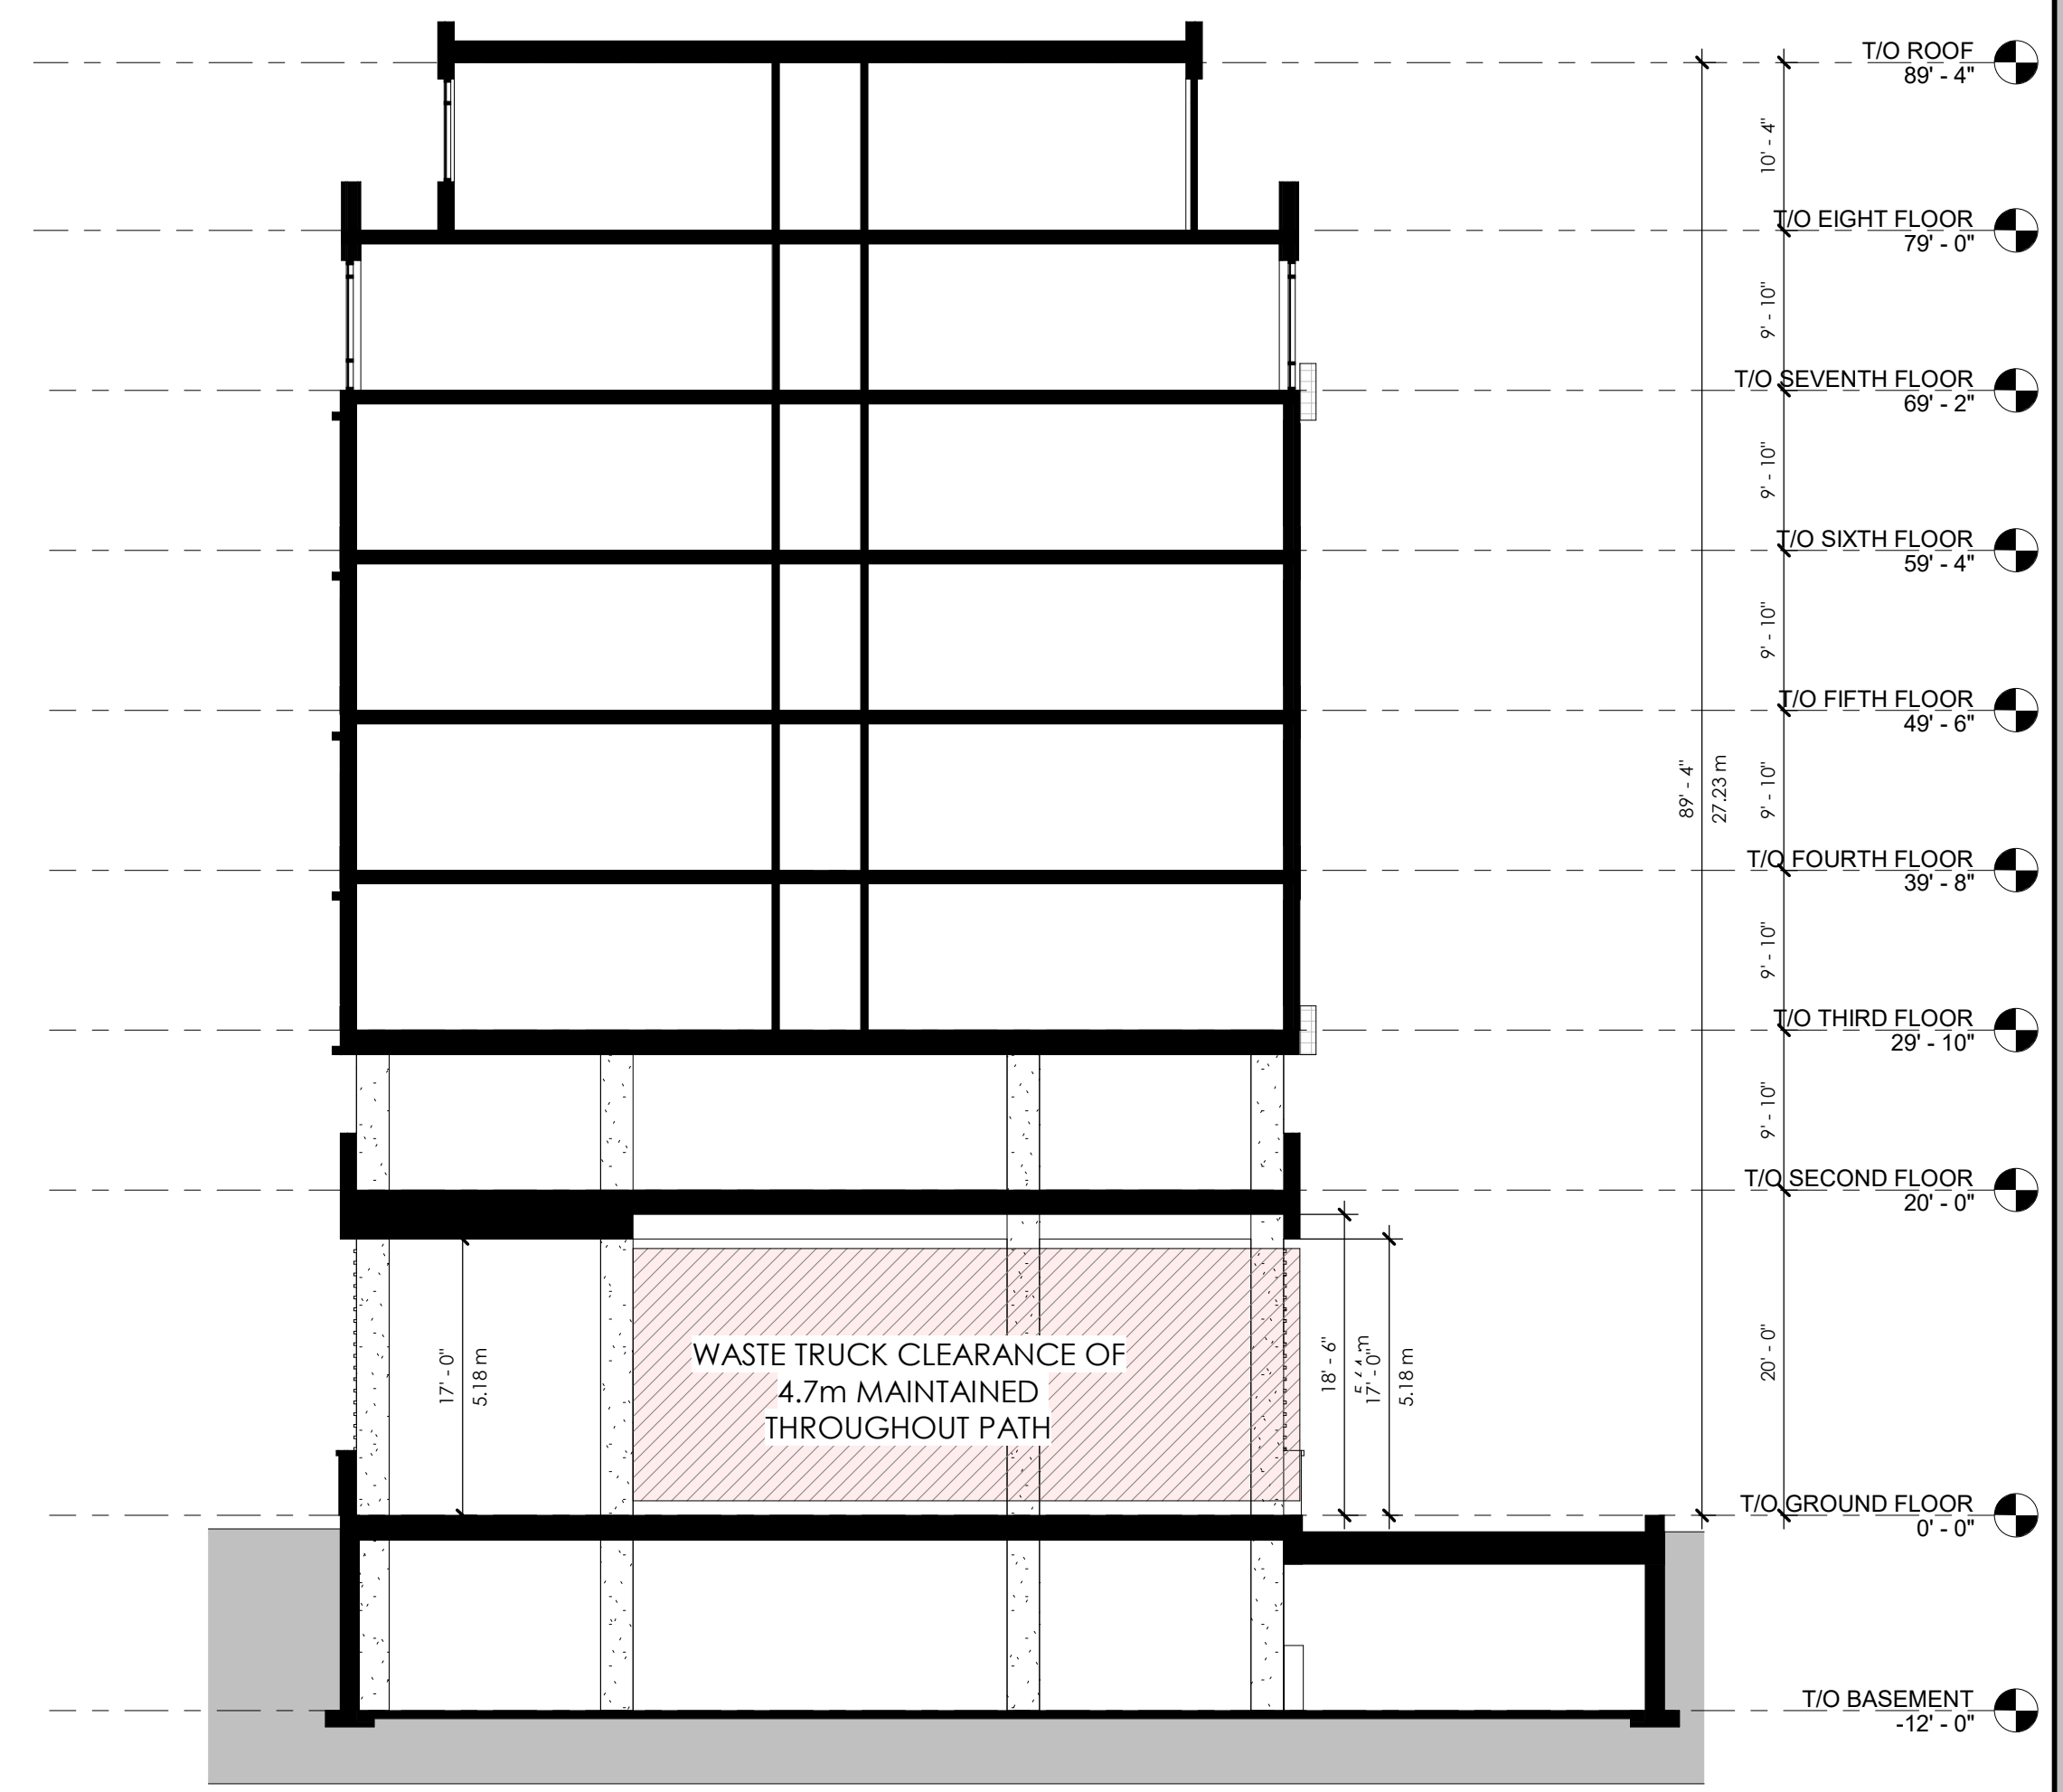 T/O ROOF
89' - 4"
10' - 4"
T/O EIGHT FLOOR
79' - 0"
9' - 10"
T/O SEVENTH FLOOR
69' - 2"
9' - 10"
T/O SIXTH FLOOR
59' - 4"
9' - 10"
T/O FIFTH FLOOR
49' - 6"
89' - 4"
27.23 m
9' - 10"
T/O FOURTH FLOOR
39' - 8"
9' - 10"
T/O THIRD FLOOR
29' - 10"
9' - 10"
T/O SECOND FLOOR
20' - 0"
17' - 0"
5.18 m
WASTE TRUCK CLEARANCE OF
4.7m MAINTAINED
THROUGHOUT PATH
18' - 6"
17' - 0"
5.18 m
20' - 0"
T/O GROUND FLOOR
0' - 0"
T/O BASEMENT
-12' - 0"